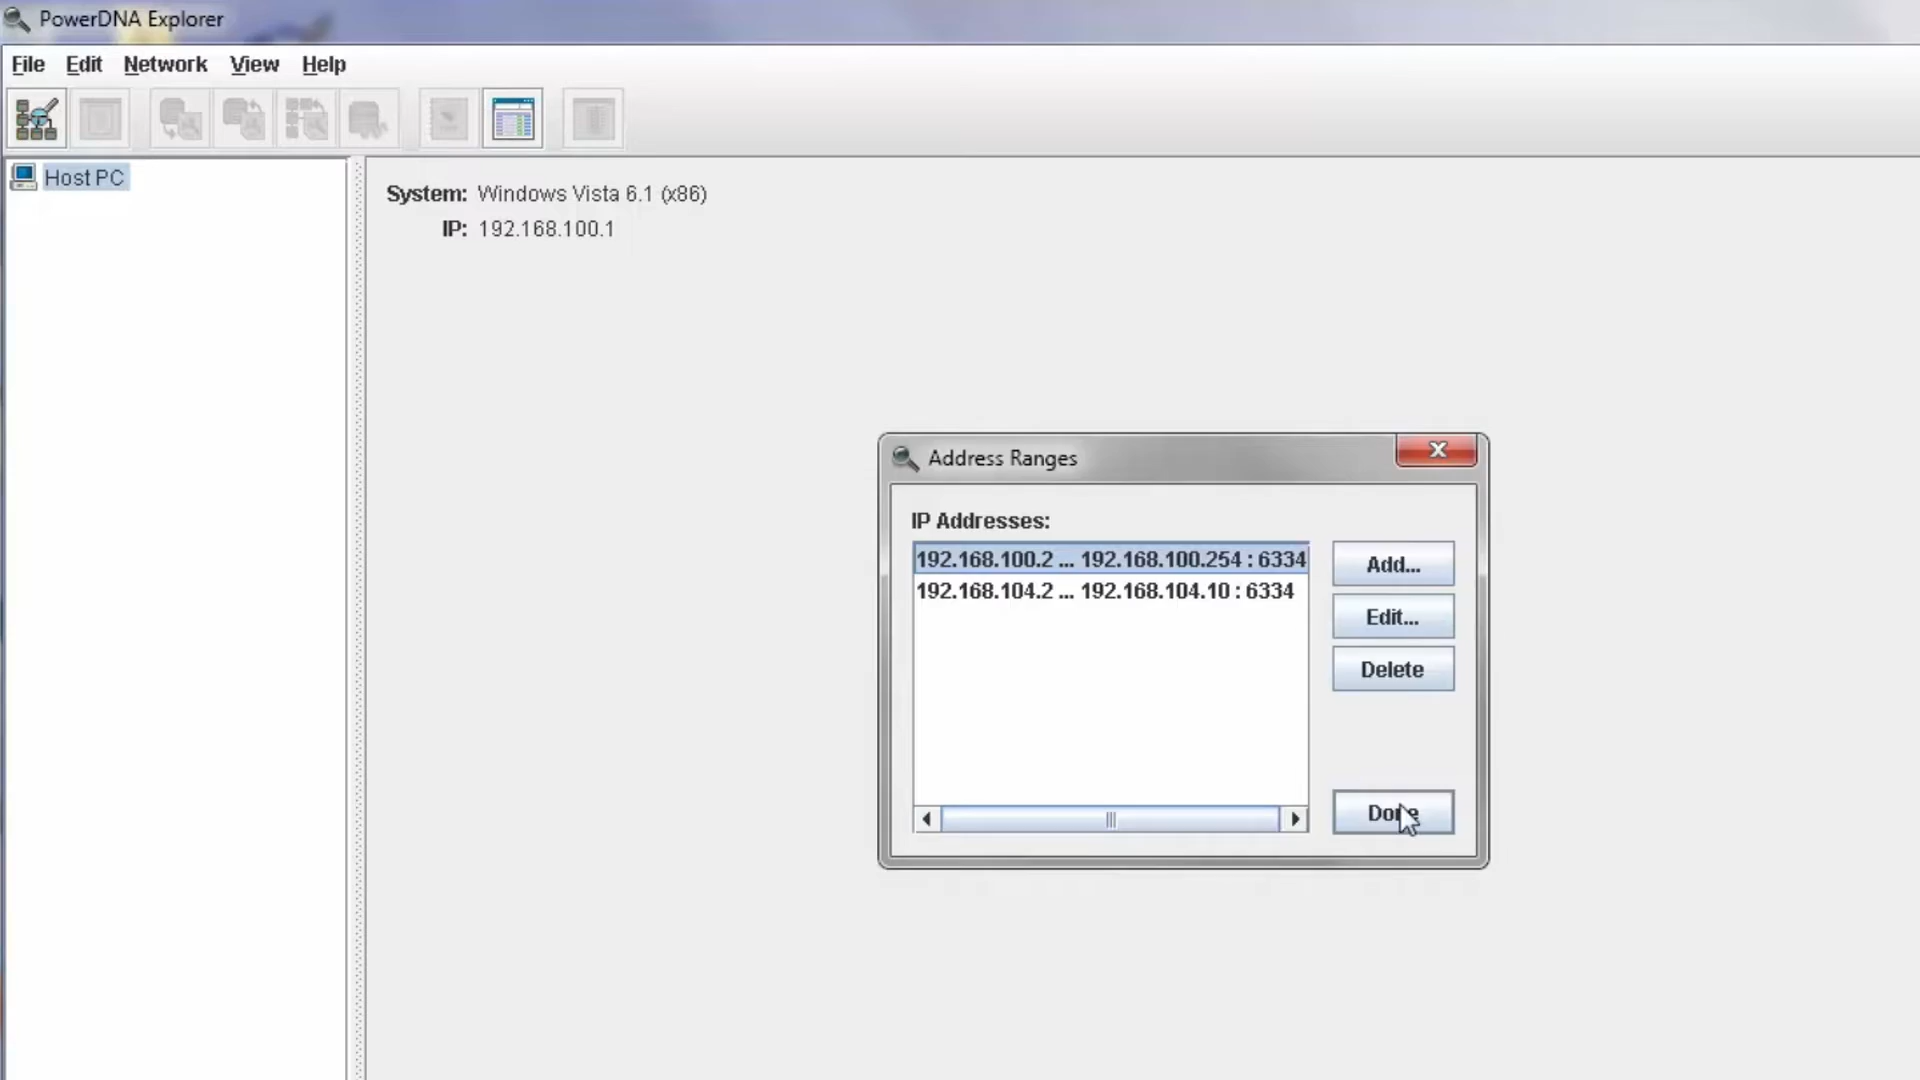 PowerDNA Explorer
File Edit Network View Help
Host PC
System: Windows Vista 6.1 (x86)
IP: 192.168.100.1
Address Ranges
IP Addresses:
192.168.100.2 ... 192.168.100.254 : 6334
192.168.104.2 ... 192.168.104.10 : 6334
Add...
Edit...
Delete
Done